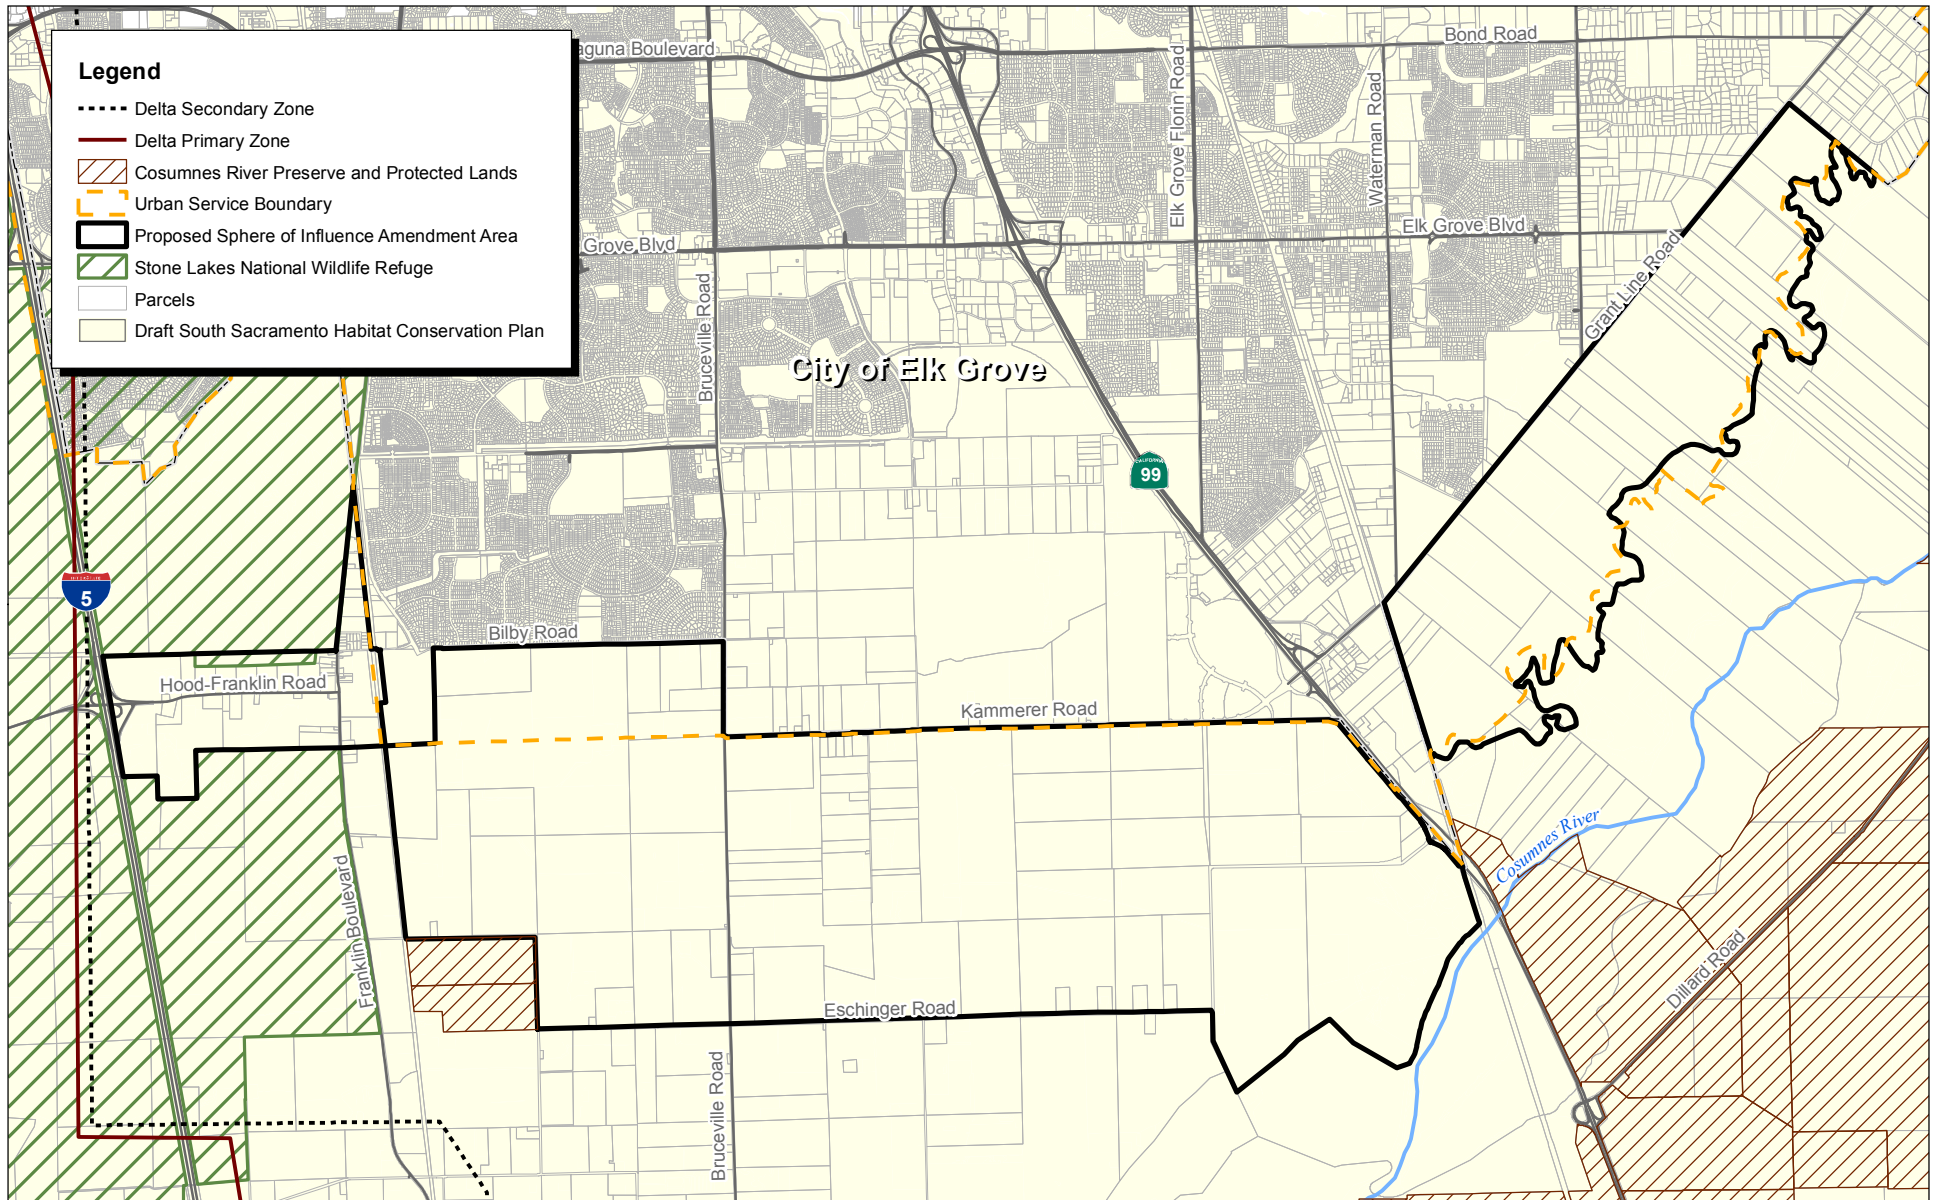 Legend
Delta Secondary Zone
Delta Primary Zone
Cosumnes River Preserve and Protected Lands
Urban Service Boundary
Proposed Sphere of Influence Amendment Area
Stone Lakes National Wildlife Refuge
Parcels
Draft South Sacramento Habitat Conservation Plan
aguna Boulevard
Bond Road
Elk Grove Florin Road
Waterman Road
Grove Blvd
Elk Grove Blvd
Bruceville Road
Grant Line Road
City of Elk Grove
CALIFORNIA
99
INTERSTATE
5
Bilby Road
Hood-Franklin Road
Kammerer Road
Cosumnes River
Franklin Boulevard
Dillard Road
Eschinger Road
Bruceville Road